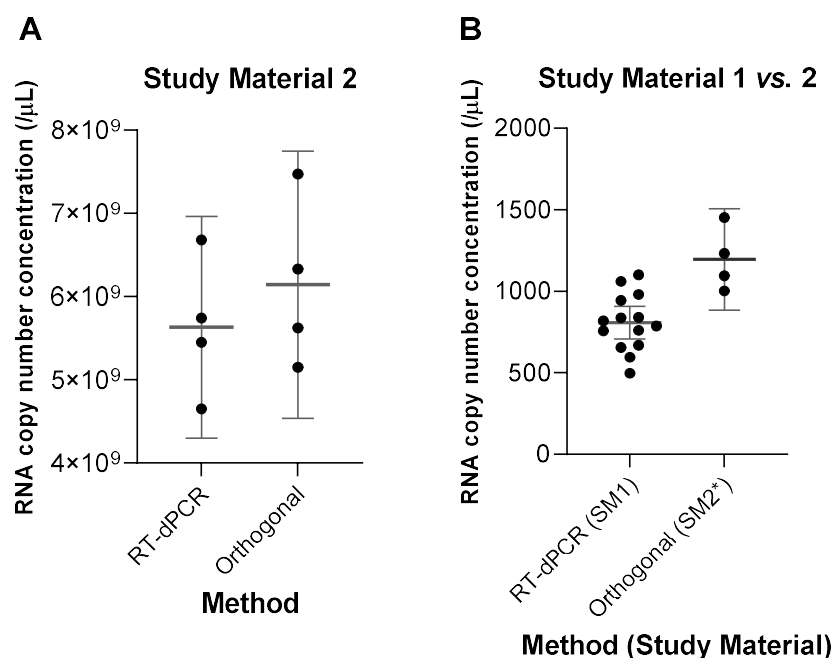 A
Study Material 2
RNA copy number concentration (/μL)
8×10⁹
7×10⁹
6×10⁹
5×10⁹
4×10⁹
RT-dPCR
Orthogonal
Method
B
Study Material 1 vs. 2
RNA copy number concentration (/μL)
2000
1500
1000
500
0
RT-dPCR (SM1)
Orthogonal (SM2*)
Method (Study Material)